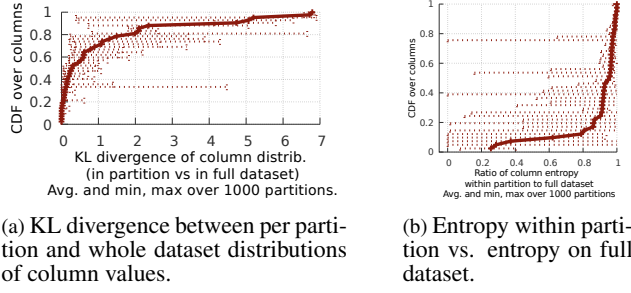 CDF over columns
1
0.8
0.6
0.4
0.2
0
0 1 2 3 4 5 6 7
KL divergence of column distrib.
(in partition vs in full dataset)
Avg. and min, max over 1000 partitions.
(a) KL divergence between per parti-
tion and whole dataset distributions
of column values.
CDF over columns
1
0.8
0.6
0.4
0.2
0
0 0.2 0.4 0.6 0.8 1
Ratio of column entropy
within partition to full dataset
Avg. and min, max over 1000 partitions
(b) Entropy within parti-
tion vs. entropy on full
dataset.